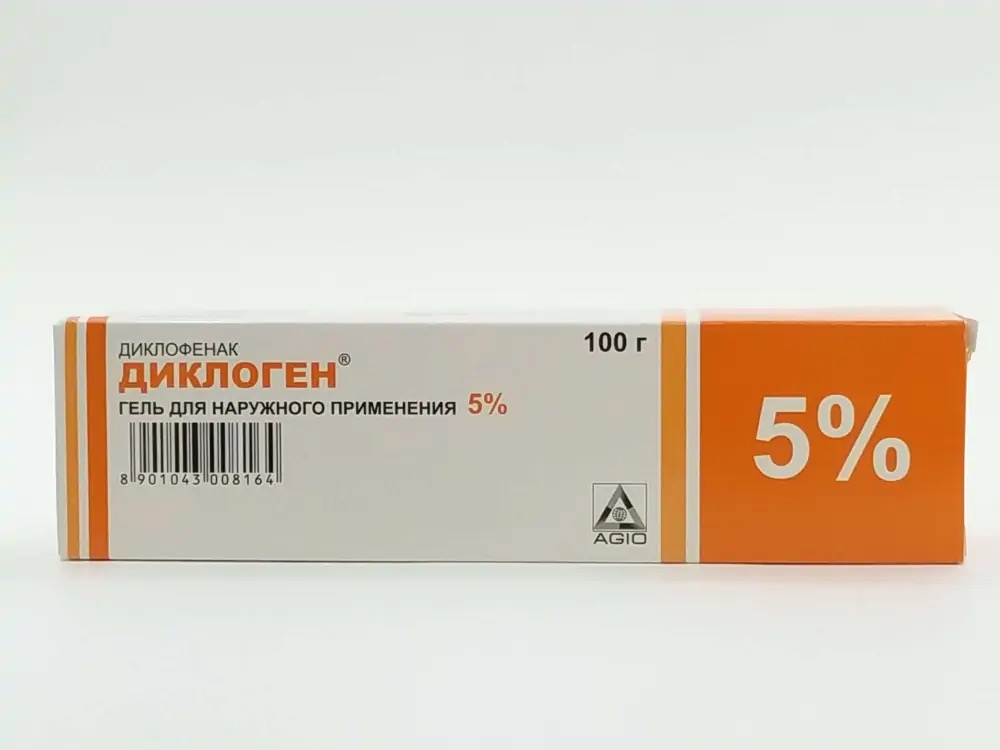 ДИКЛОФЕНАК
ДИКЛОГЕН®
ГЕЛЬ ДЛЯ НАРУЖНОГО ПРИМЕНЕНИЯ 5%
8 901043 008164
100 г
AGIO
5%